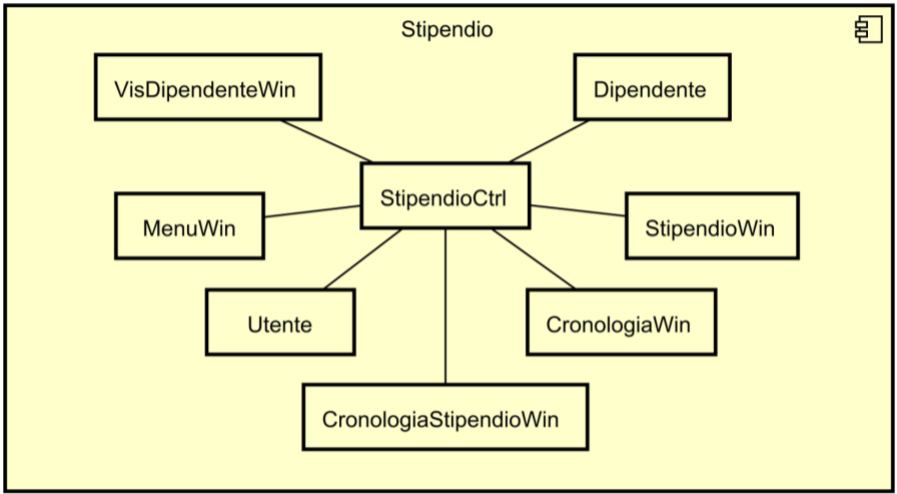 Stipendio
VisDipendenteWin
Dipendente
StipendioCtrl
MenuWin
StipendioWin
Utente
CronologiaWin
CronologiaStipendioWin